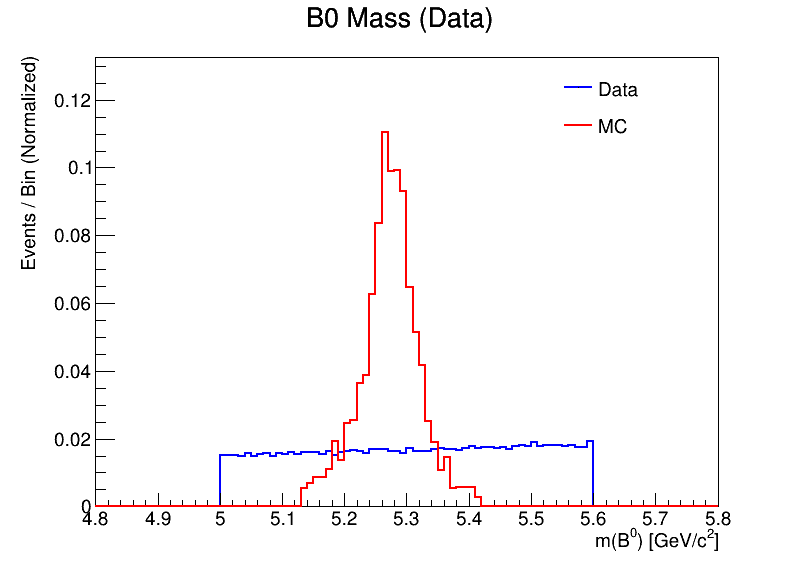 B0 Mass (Data)
Events / Bin (Normalized)
Data
MC
0.12
0.1
0.08
0.06
0.04
0.02
0
4.8 4.9 5 5.1 5.2 5.3 5.4 5.5 5.6 5.7 5.8
m(B⁰) [GeV/c²]